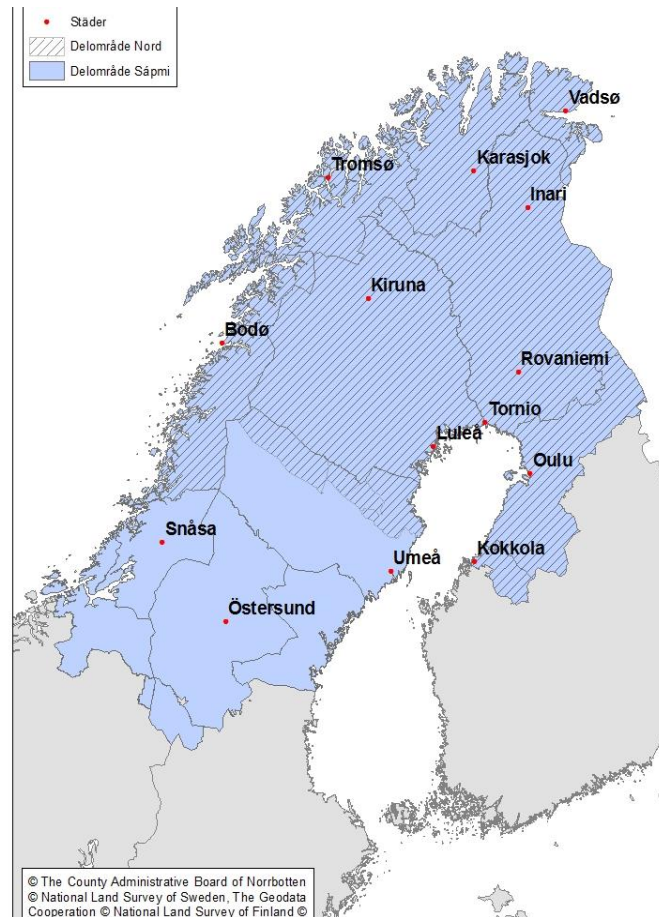 Städer
Delområde Nord
Delområde Sápmi
Vadsø
Tromsø
Karasjok
Inari
Kiruna
Bodø
Rovaniemi
Tornio
Luleå
Oulu
Snåsa
Umeå
Kokkola
Östersund
© The County Administrative Board of Norrbotten
© National Land Survey of Sweden, The Geodata
Cooperation © National Land Survey of Finland ©